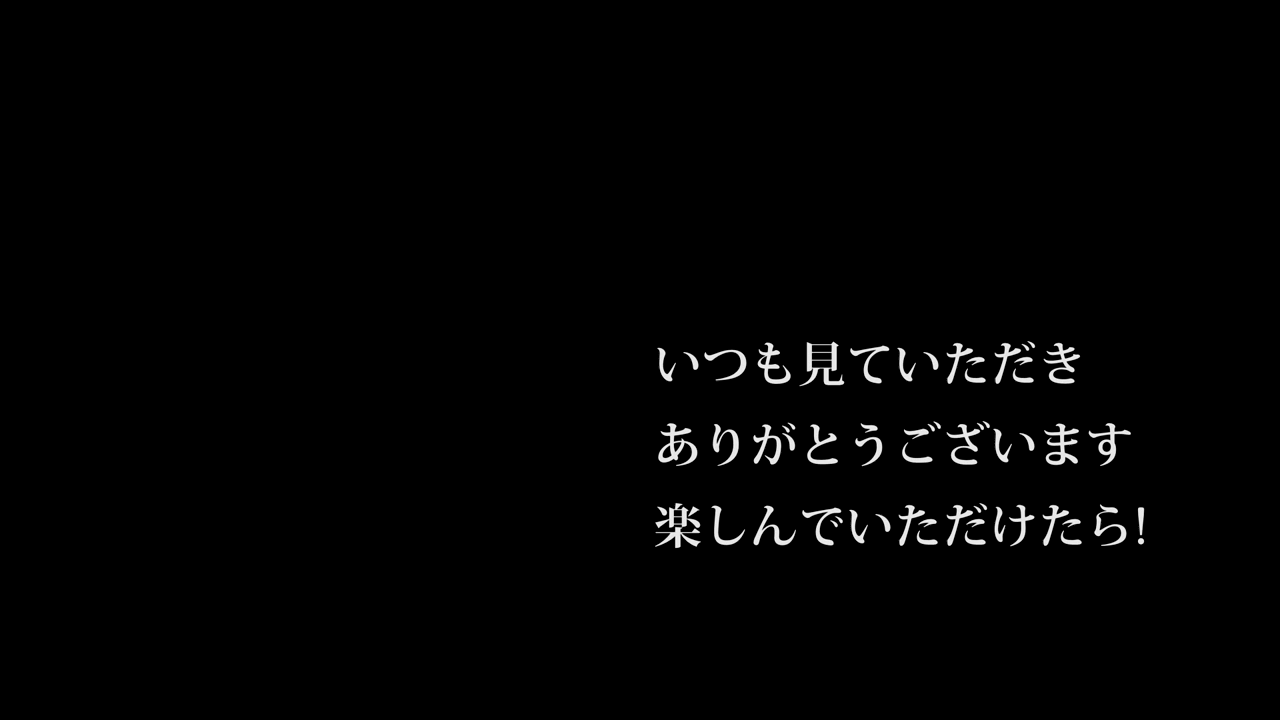 いつも見ていただき
ありがとうございます
楽しんでいただけたら!